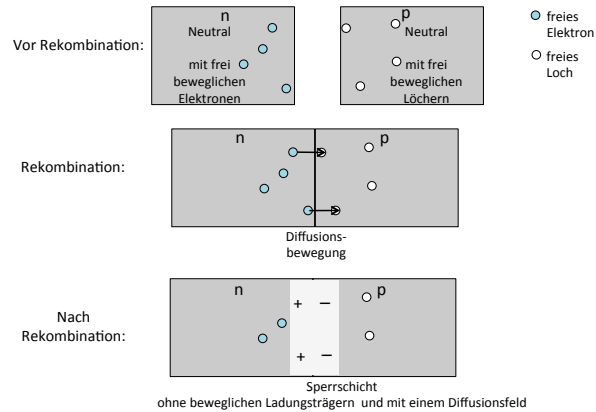 Vor Rekombination:
n
Neutral
mit frei
beweglichen
Elektronen
p
Neutral
mit frei
beweglichen
Löchern
freies
Elektron
freies
Loch
Rekombination:
n
p
Diffusions-
bewegung
Nach
Rekombination:
n
+ –
+ –
p
Sperrschicht
ohne beweglichen Ladungsträgern und mit einem Diffusionsfeld